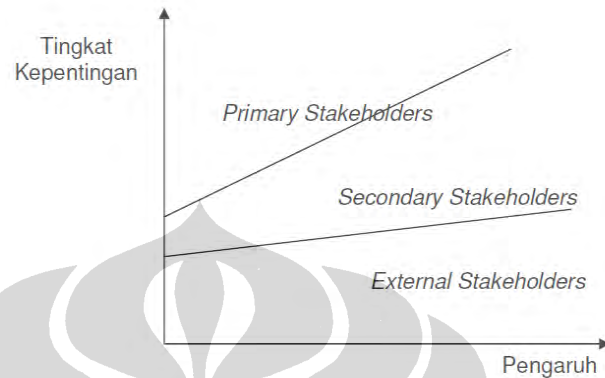 Tingkat
Kepentingan
Primary Stakeholders
Secondary Stakeholders
External Stakeholders
Pengaruh